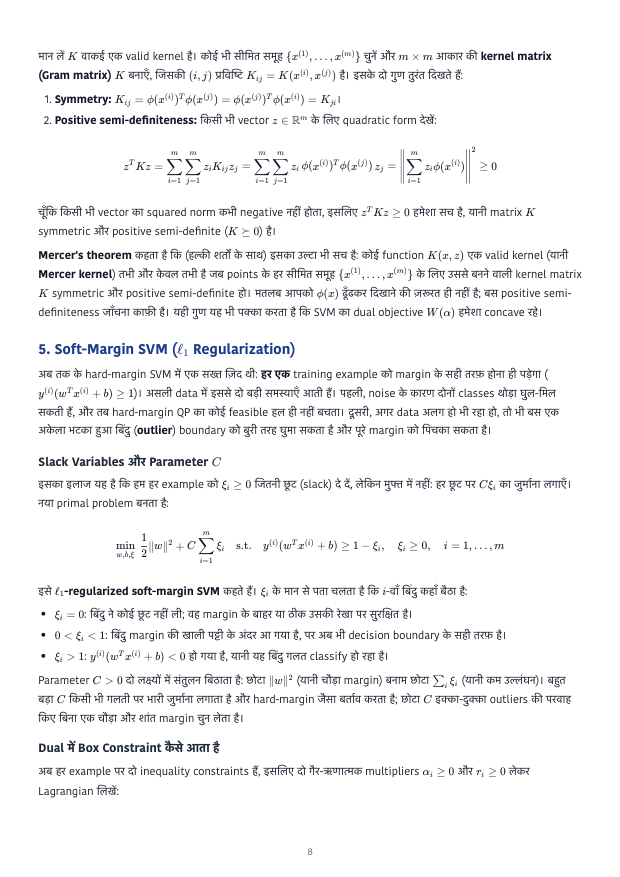 मान लें K वाकई एक valid kernel है। कोई भी सीमित समूह {x^{(1)}, . . . , x^{(m)}} चुनें और m × m आकार की kernel matrix
(Gram matrix) K बनाएँ, जिसकी (i, j) प्रविष्टि K_{ij} = K(x^{(i)}, x^{(j)}) है। इसके दो गुण तुरंत दिखते हैं:
1. Symmetry: K_{ij} = ϕ(x^{(i)})^T ϕ(x^{(j)}) = ϕ(x^{(j)})^T ϕ(x^{(i)}) = K_{ji}।
2. Positive semi-definiteness: किसी भी vector z ∈ ℝ^m के लिए quadratic form देखें:
z^T Kz = \sum_{i=1}^{m} \sum_{j=1}^{m} z_i K_{ij} z_j = \sum_{i=1}^{m} \sum_{j=1}^{m} z_i ϕ(x^{(i)})^T ϕ(x^{(j)}) z_j = \left\| \sum_{i=1}^{m} z_i ϕ(x^{(i)}) \right\|^2 ≥ 0
चूँकि किसी भी vector का squared norm कभी negative नहीं होता, इसलिए z^T Kz ≥ 0 हमेशा सच है, यानी matrix K
symmetric और positive semi-definite (K ⪰ 0) है।
Mercer's theorem कहता है कि (हल्की शर्तों के साथ) इसका उल्टा भी सच है: कोई function K(x, z) एक valid kernel (यानी
Mercer kernel) तभी और केवल तभी है जब points के हर सीमित समूह {x^{(1)}, . . . , x^{(m)}} के लिए उससे बनने वाली kernel matrix
K symmetric और positive semi-definite हो। मतलब आपको ϕ(x) ढूँढकर दिखाने की ज़रूरत ही नहीं है; बस positive semi-
definiteness जाँचना काफ़ी है। यही गुण यह भी पक्का करता है कि SVM का dual objective W(α) हमेशा concave रहे।
5. Soft-Margin SVM (ℓ_1 Regularization)
अब तक के hard-margin SVM में एक सख्त ज़िद थी: हर एक training example को margin के सही तरफ़ होना ही पड़ेगा (
y^{(i)}(w^T x^{(i)} + b) ≥ 1)। असली data में इससे दो बड़ी समस्याएँ आती हैं। पहली, noise के कारण दोनों classes थोड़ा घुल-मिल
सकती हैं, और तब hard-margin QP का कोई feasible हल ही नहीं बचता। दूसरी, अगर data अलग हो भी रहा हो, तो भी बस एक
अकेला भटका हुआ बिंदु (outlier) boundary को बुरी तरह घुमा सकता है और पूरे margin को पिचका सकता है।
Slack Variables और Parameter C
इसका इलाज यह है कि हम हर example को ξ_i ≥ 0 जितनी छूट (slack) दे दें, लेकिन मुफ्त में नहीं: हर छूट पर Cξ_i का जुर्माना लगाएँ।
नया primal problem बनता है:
\min_{w,b,ξ} \frac{1}{2} \|w\|^2 + C \sum_{i=1}^{m} ξ_i s.t. y^{(i)}(w^T x^{(i)} + b) ≥ 1 − ξ_i, ξ_i ≥ 0, i = 1, . . . , m
इसे ℓ_1-regularized soft-margin SVM कहते हैं। ξ_i के मान से पता चलता है कि i-वाँ बिंदु कहाँ बैठा है:
• ξ_i = 0: बिंदु ने कोई छूट नहीं ली; वह margin के बाहर या ठीक उसकी रेखा पर सुरक्षित है।
• 0 < ξ_i < 1: बिंदु margin की खाली पट्टी के अंदर आ गया है, पर अब भी decision boundary के सही तरफ़ है।
• ξ_i > 1: y^{(i)}(w^T x^{(i)} + b) < 0 हो गया है, यानी यह बिंदु गलत classify हो रहा है।
Parameter C > 0 दो लक्ष्यों में संतुलन बिठाता है: छोटा \|w\|^2 (यानी चौड़ा margin) बनाम छोटा \sum_i ξ_i (यानी कम उल्लंघन)। बहुत
बड़ा C किसी भी गलती पर भारी जुर्माना लगाता है और hard-margin जैसा बर्ताव करता है; छोटा C इक्का-दुक्का outliers की परवाह
किए बिना एक चौड़ा और शांत margin चुन लेता है।
Dual में Box Constraint कैसे आता है
अब हर example पर दो inequality constraints हैं, इसलिए दो गैर-ऋणात्मक multipliers α_i ≥ 0 और r_i ≥ 0 लेकर
Lagrangian लिखें:
8